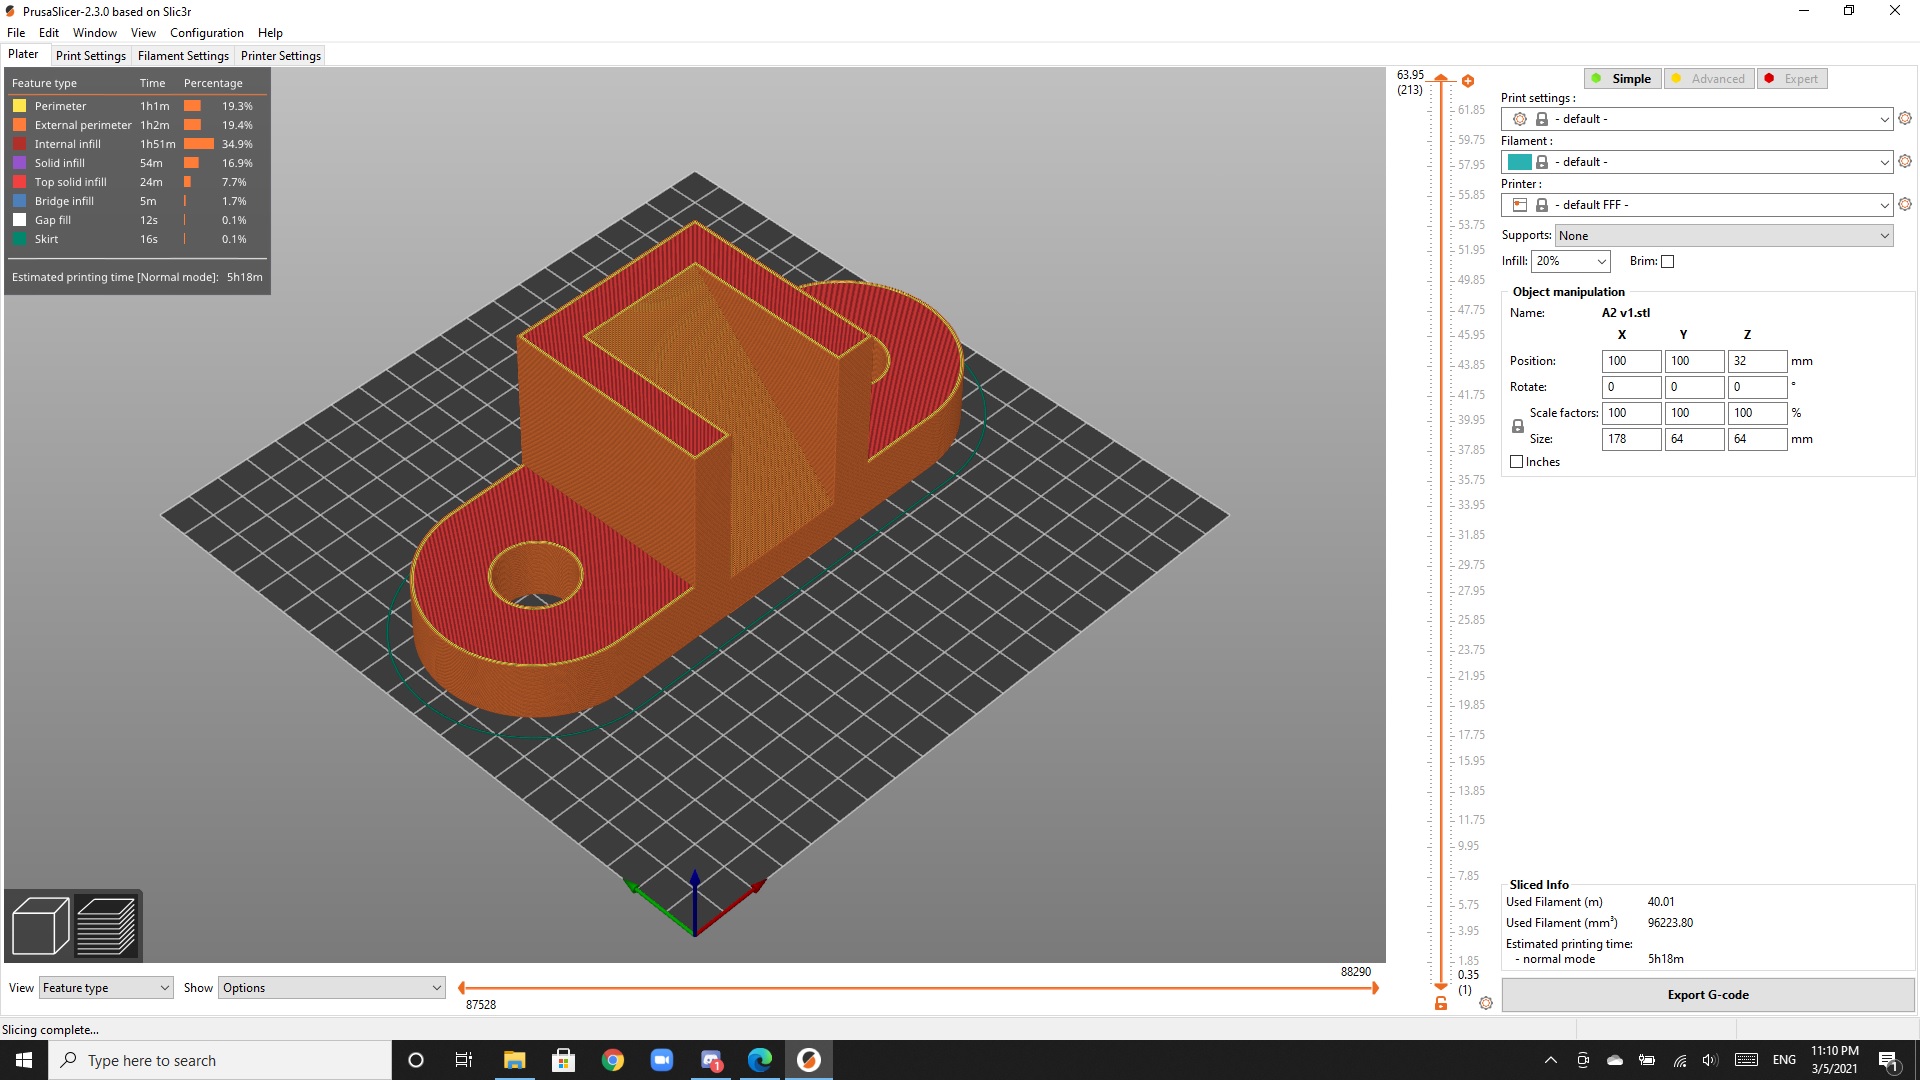 PrusaSlicer-2.3.0 based on Slic3r
File Edit Window View Configuration Help
Plater Print Settings Filament Settings Printer Settings
Feature type Time Percentage
Perimeter 1h1m 19.3%
External perimeter 1h2m 19.4%
Internal infill 1h51m 34.9%
Solid infill 54m 16.9%
Top solid infill 24m 7.7%
Bridge infill 5m 1.7%
Gap fill 12s 0.1%
Skirt 16s 0.1%
Estimated printing time [Normal mode]: 5h18m
63.95
(213)
61.85
59.75
57.95
55.85
53.75
51.95
49.85
47.75
45.95
43.85
41.75
39.95
37.85
35.75
33.95
31.85
29.75
27.95
25.85
23.75
21.95
19.85
17.75
15.95
13.85
11.75
9.95
7.85
5.75
3.95
1.85
0.35
(1)
Simple Advanced Expert
Print settings :
- default -
Filament :
- default -
Printer :
- default FFF -
Supports: None
Infill: 20% Brim:
Object manipulation
Name: A2 v1.stl
X Y Z
Position: 100 100 32 mm
Rotate: 0 0 0 °
Scale factors: 100 100 100 %
Size: 178 64 64 mm
Inches
Sliced Info
Used Filament (m) 40.01
Used Filament (mm³) 96223.80
Estimated printing time:
- normal mode 5h18m
Export G-code
View Feature type Show Options
88290
87528
Slicing complete...
Type here to search
1
ENG
11:10 PM
3/5/2021
1